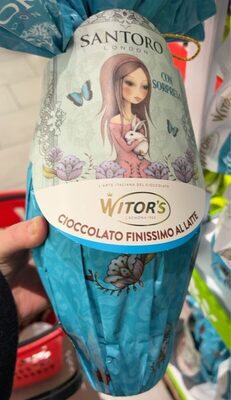 SANTORO
LONDON
CON
SORPRESA
L'ARTE ITALIANA DEL CIOCCOLATO
WITOR'S
CIOCCOLATO FINISSIMO AL LATTE